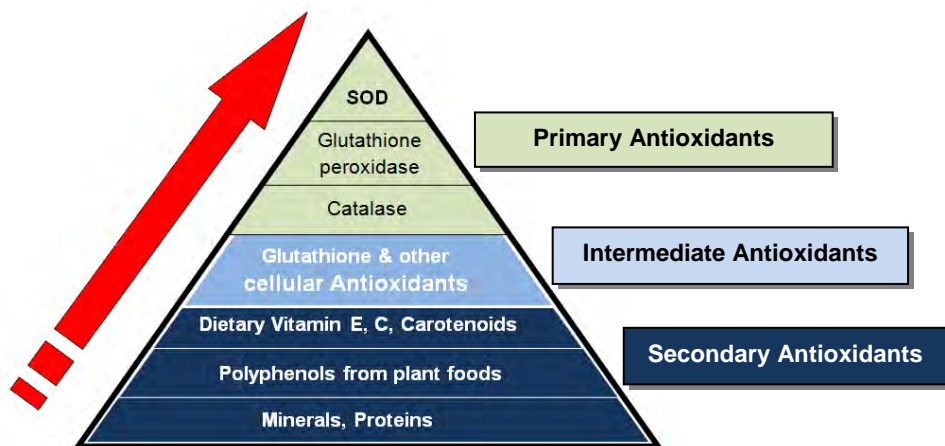 SOD
Glutathione
peroxidase
Primary Antioxidants
Catalase
Glutathione & other
cellular Antioxidants
Intermediate Antioxidants
Dietary Vitamin E, C, Carotenoids
Secondary Antioxidants
Polyphenols from plant foods
Minerals, Proteins